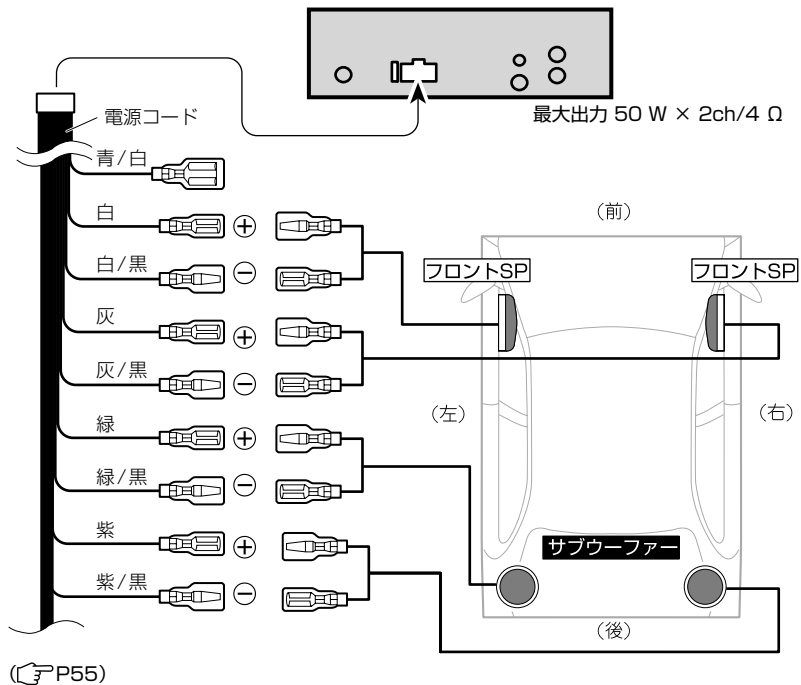 最大出力 50 W × 2ch/4 Ω
電源コード
青/白
白
⊕
白/黒
⊖
灰
⊕
灰/黒
⊖
緑
⊕
緑/黒
⊖
紫
⊕
紫/黒
⊖
(前)
フロントSP
フロントSP
(左)
(右)
サブウーファー
(後)
(☞P55)